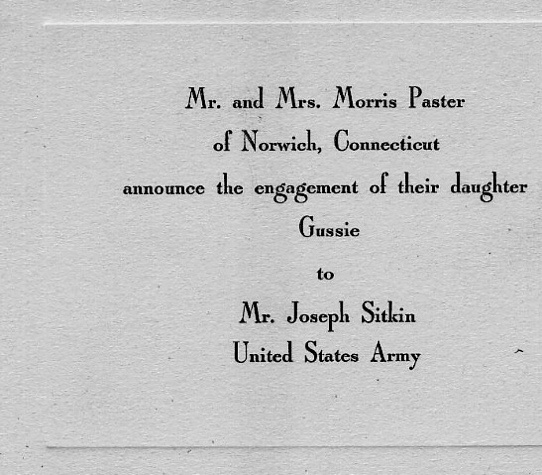 Mr. and Mrs. Morris Paster
of Norwich, Connecticut
announce the engagement of their daughter
Gussie
to
Mr. Joseph Sitkin
United States Army